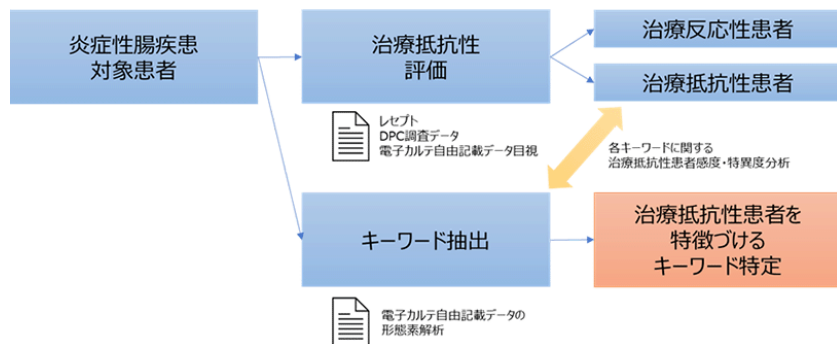 炎症性腸疾患
対象患者
治療抵抗性
評価
治療反応性患者
治療抵抗性患者
レセプト
DPC調査データ
電子カルテ自由記載データ目視
各キーワードに関する
治療抵抗性患者感度・特異度分析
キーワード抽出
治療抵抗性患者を
特徴づける
キーワード特定
電子カルテ自由記載データの
形態素解析